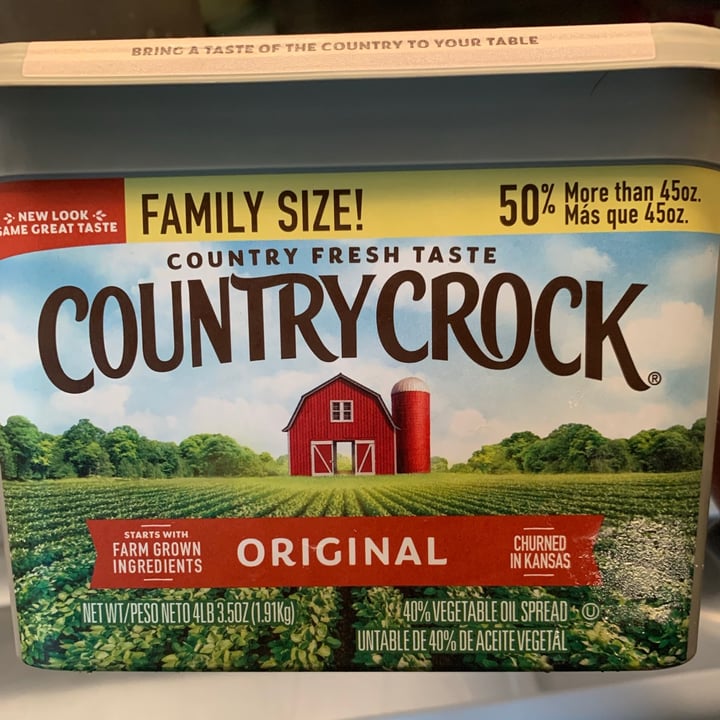 BRING A TASTE OF THE COUNTRY TO YOUR TABLE
NEW LOOK
SAME GREAT TASTE
FAMILY SIZE!
50% More than 45oz.
Más que 45oz.
COUNTRY FRESH TASTE
COUNTRY CROCK®
STARTS WITH
FARM GROWN
INGREDIENTS
ORIGINAL
CHURNED
IN KANSAS
NET WT/PESO NETO 4LB 3.5OZ (1.91Kg)
40% VEGETABLE OIL SPREAD Ⓤ
UNTABLE DE 40% DE ACEITE VEGETAL